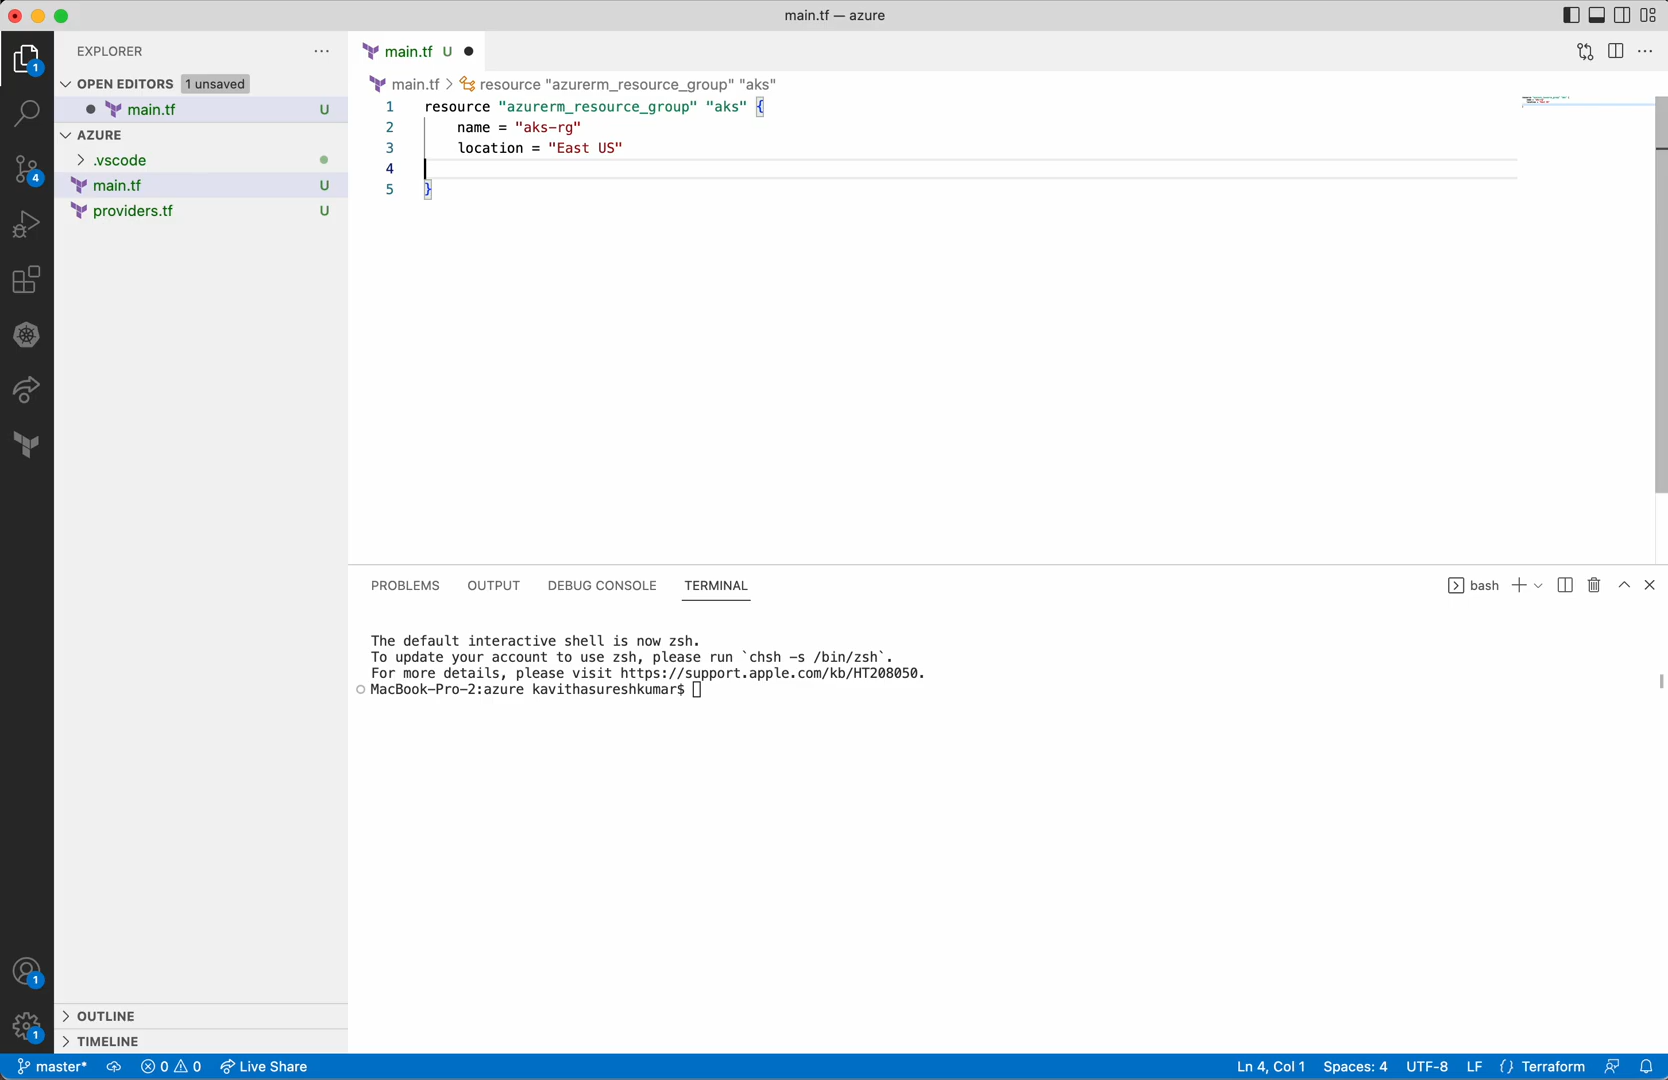 main.tf — azure
EXPLORER
OPEN EDITORS 1 unsaved
main.tf U
AZURE
.vscode
main.tf U
providers.tf U
OUTLINE
TIMELINE
1
4
1
1
main.tf U
main.tf > resource "azurerm_resource_group" "aks"
1 resource "azurerm_resource_group" "aks" {
2 name = "aks-rg"
3 location = "East US"
4
5 }
PROBLEMS OUTPUT DEBUG CONSOLE TERMINAL
bash
The default interactive shell is now zsh.
To update your account to use zsh, please run `chsh -s /bin/zsh`.
For more details, please visit https://support.apple.com/kb/HT208050.
MacBook-Pro-2:azure kavithasureshkumar$
master* 0 0 Live Share
Ln 4, Col 1 Spaces: 4 UTF-8 LF {} Terraform